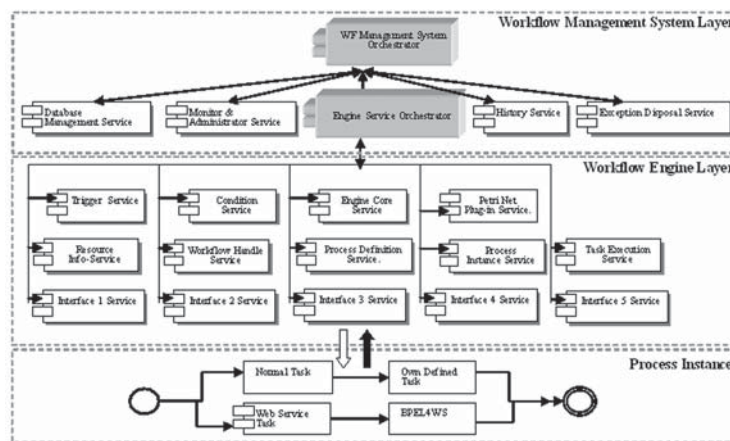 Workflow Management System Layer
WF Management System
Orchestrator
Database
Management Service
Monitor &
Administrator Service
Engine Service Orchestrator
History Service
Exception Disposal Service
Workflow Engine Layer
Trigger Service
Condition
Service
Engine Core
Service
Petri Net
Plug-in Service.
Resource
Info-Service
Workflow Handle
Service
Process Definition
Service.
Process
Instance Service
Task Execution
Service
Interface 1 Service
Interface 2 Service
Interface 3 Service
Interface 4 Service
Interface 5 Service
Process Instance
Normal Task
Own Defined
Task
Web Service
Task
BPEL4WS